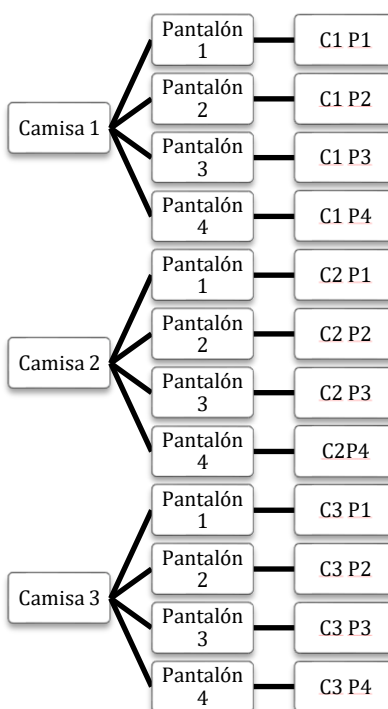 Camisa 1
Pantalón
1
C1 P1
Pantalón
2
C1 P2
Pantalón
3
C1 P3
Pantalón
4
C1 P4
Camisa 2
Pantalón
1
C2 P1
Pantalón
2
C2 P2
Pantalón
3
C2 P3
Pantalón
4
C2P4
Camisa 3
Pantalón
1
C3 P1
Pantalón
2
C3 P2
Pantalón
3
C3 P3
Pantalón
4
C3 P4